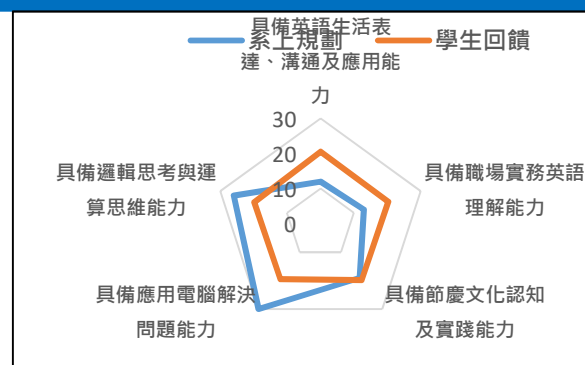 具備英語生活表
達、溝通及應用能
力
系上規劃
學生回饋
30
20
10
0
具備職場實務英語
理解能力
具備節慶文化認知
及實踐能力
具備應用電腦解決
問題能力
具備邏輯思考與運
算思維能力